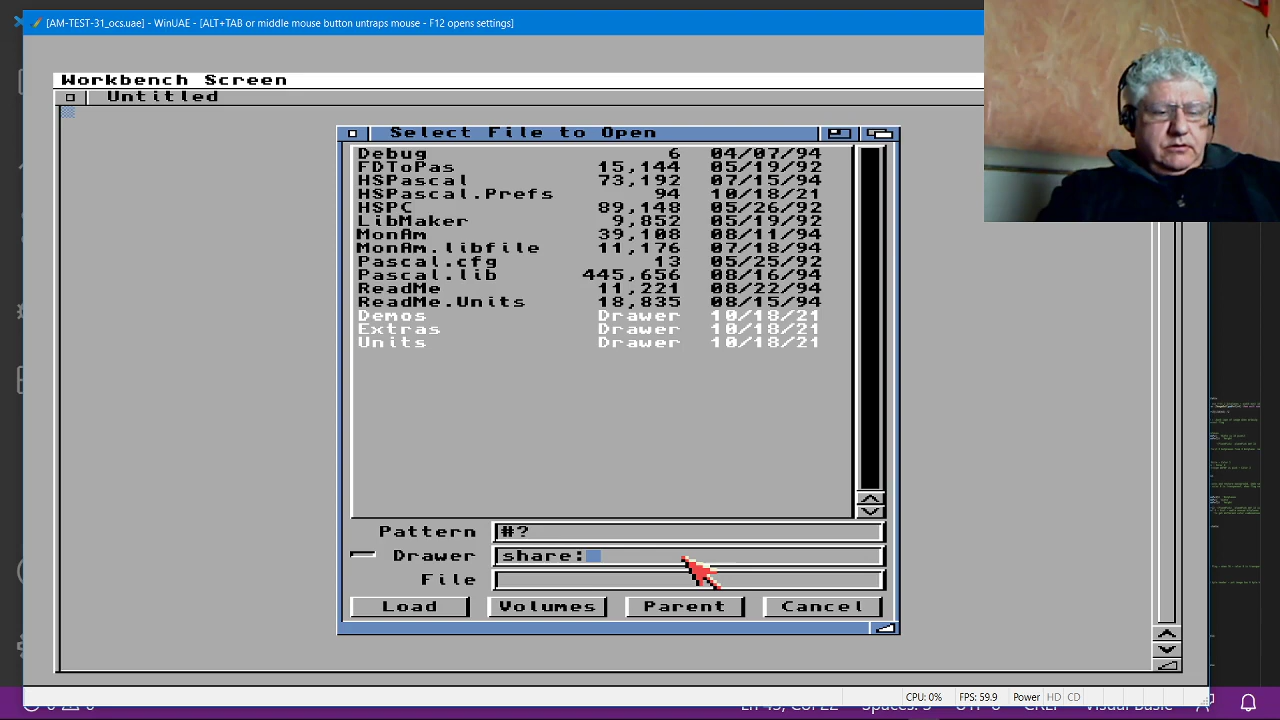 [AM-TEST-31_ocs.uae] - WinUAE - [ALT+TAB or middle mouse button untraps mouse - F12 opens settings]
Workbench Screen
Untitled
Select File to Open
Debug 6 04/07/94
FDToPas 15,144 05/19/92
HSPascal 73,192 07/15/94
HSPascal.Prefs 94 10/18/21
HSPC 89,148 05/26/92
LibMaker 9,852 05/19/92
MonAm 39,108 08/11/94
MonAm.libfile 11,176 07/18/94
Pascal.cfg 13 05/25/92
Pascal.lib 445,656 08/16/94
ReadMe 11,221 08/22/94
ReadMe.Units 18,835 08/15/94
Demos Drawer 10/18/21
Extras Drawer 10/18/21
Units Drawer 10/18/21
Pattern #?
Drawer share:
File
Load Volumes Parent Cancel
CPU: 0% FPS: 59.9 Power HD CD